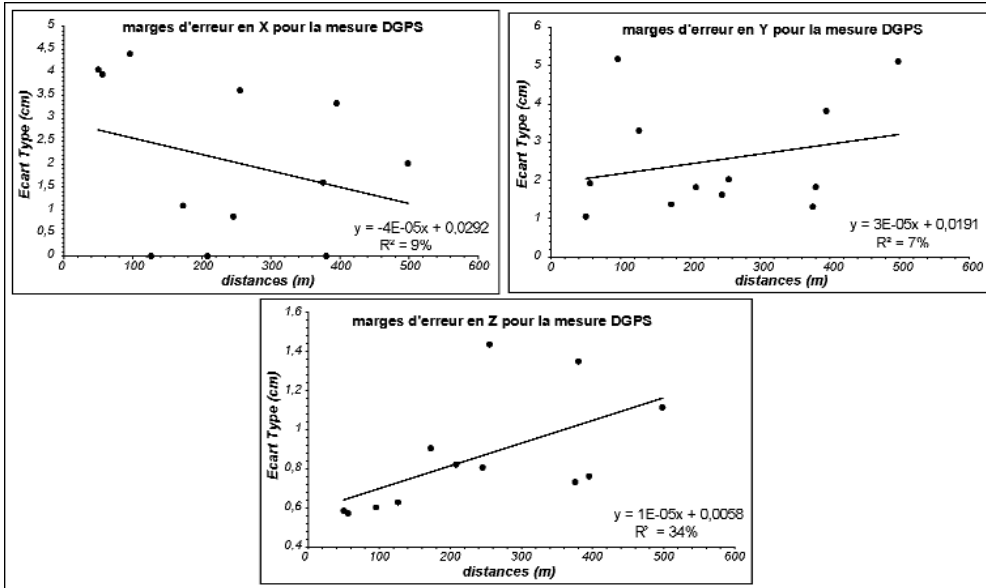 marges d'erreur en X pour la mesure DGPS
Ecart Type (cm)
5
4,5
4
3,5
3
2,5
2
1,5
1
0,5
0
y = -4E-05x + 0,0292
R² = 9%
0 100 200 300 400 500 600
distances (m)
marges d'erreur en Y pour la mesure DGPS
Ecart Type (cm)
6
5
4
3
2
1
0
y = 3E-05x + 0,0191
R² = 7%
0 100 200 300 400 500 600
distances (m)
marges d'erreur en Z pour la mesure DGPS
Ecart Type (cm)
1,6
1,4
1,2
1
0,8
0,6
0,4
y = 1E-05x + 0,0058
R² = 34%
0 100 200 300 400 500 600
distances (m)